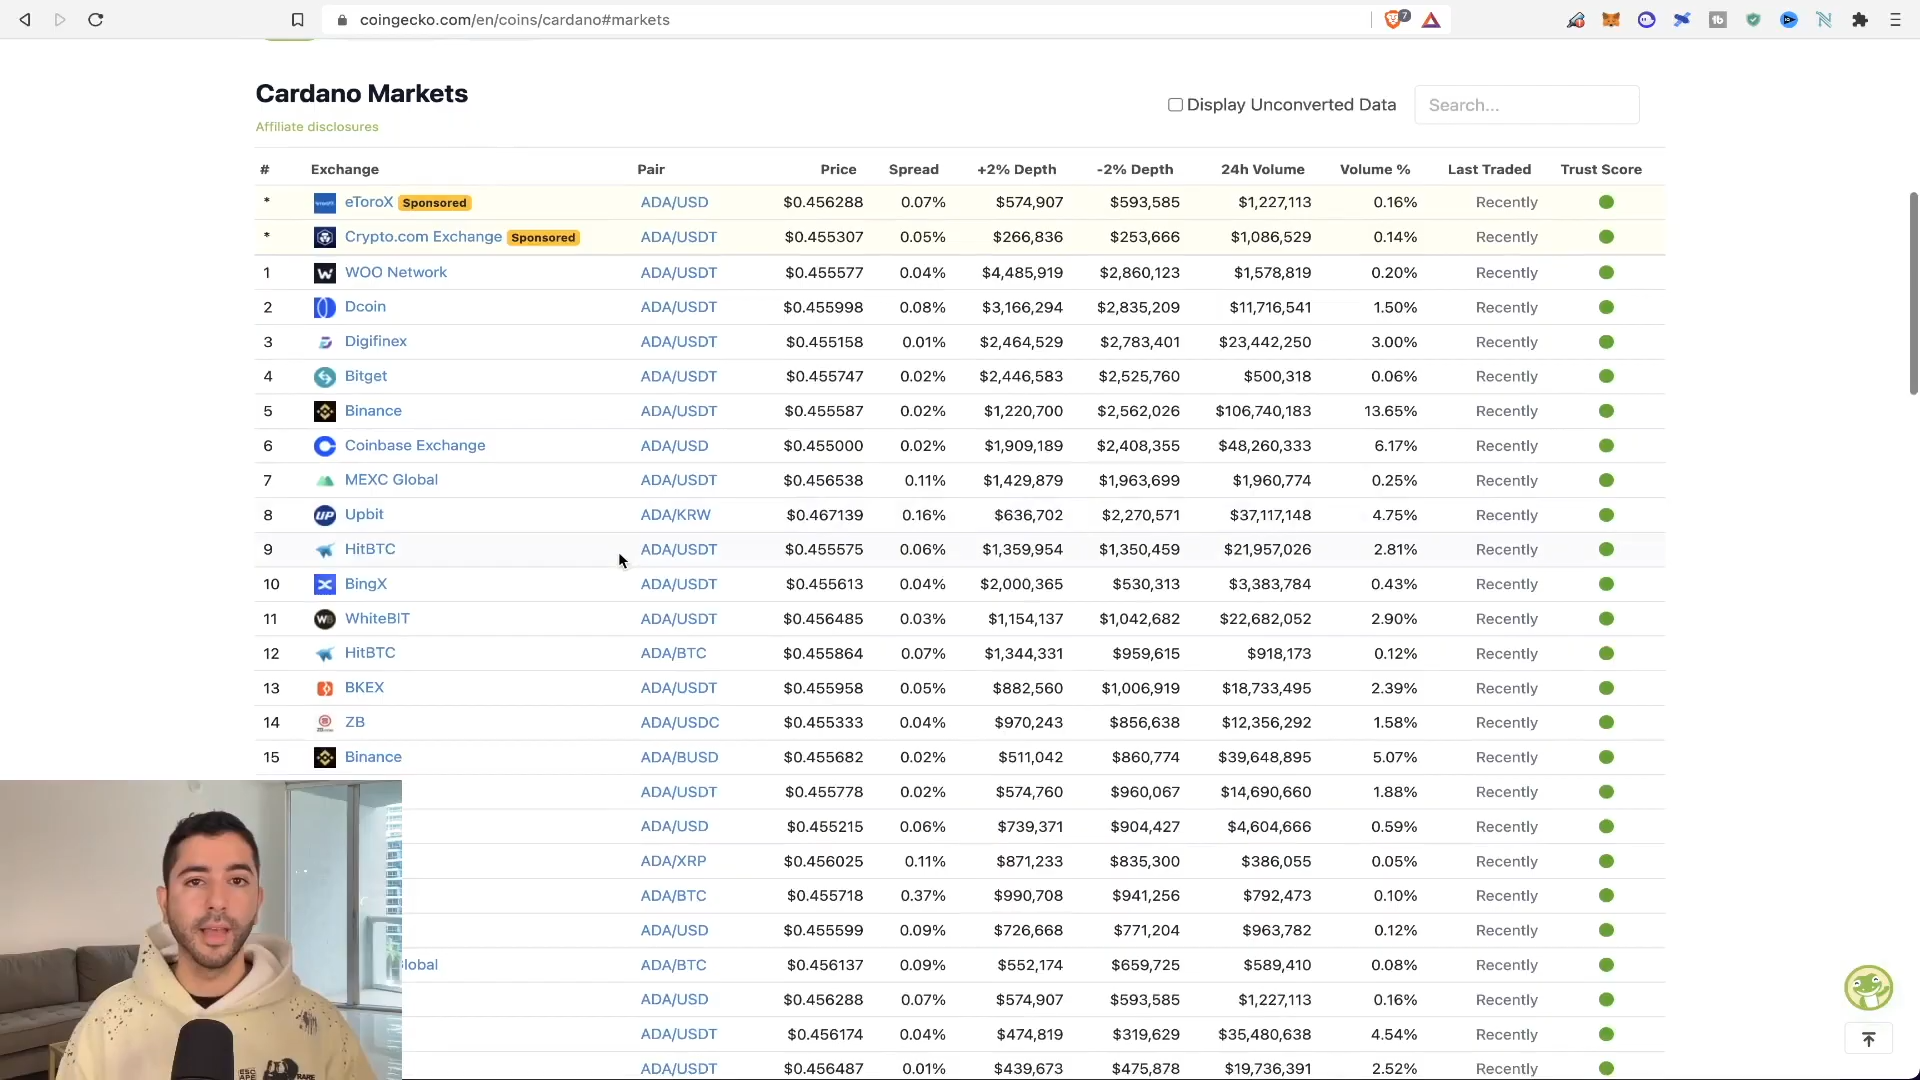 coingecko.com/en/coins/cardano#markets
7
Cardano Markets
Display Unconverted Data
Search...
Affiliate disclosures
# Exchange Pair Price Spread +2% Depth -2% Depth 24h Volume Volume % Last Traded Trust Score
* eToroX Sponsored ADA/USD $0.456288 0.07% $574,907 $593,585 $1,227,113 0.16% Recently
* Crypto.com Exchange Sponsored ADA/USDT $0.455307 0.05% $266,836 $253,666 $1,086,529 0.14% Recently
1 WOO Network ADA/USDT $0.455577 0.04% $4,485,919 $2,860,123 $1,578,819 0.20% Recently
2 Dcoin ADA/USDT $0.455998 0.08% $3,166,294 $2,835,209 $11,716,541 1.50% Recently
3 Digifinex ADA/USDT $0.455158 0.01% $2,464,529 $2,783,401 $23,442,250 3.00% Recently
4 Bitget ADA/USDT $0.455747 0.02% $2,446,583 $2,525,760 $500,318 0.06% Recently
5 Binance ADA/USDT $0.455587 0.02% $1,220,700 $2,562,026 $106,740,183 13.65% Recently
6 Coinbase Exchange ADA/USD $0.455000 0.02% $1,909,189 $2,408,355 $48,260,333 6.17% Recently
7 MEXC Global ADA/USDT $0.456538 0.11% $1,429,879 $1,963,699 $1,960,774 0.25% Recently
8 UP Upbit ADA/KRW $0.467139 0.16% $636,702 $2,270,571 $37,117,148 4.75% Recently
9 HitBTC ADA/USDT $0.455575 0.06% $1,359,954 $1,350,459 $21,957,026 2.81% Recently
10 BingX ADA/USDT $0.455613 0.04% $2,000,365 $530,313 $3,383,784 0.43% Recently
11 WB WhiteBIT ADA/USDT $0.456485 0.03% $1,154,137 $1,042,682 $22,682,052 2.90% Recently
12 HitBTC ADA/BTC $0.455864 0.07% $1,344,331 $959,615 $918,173 0.12% Recently
13 BKEX ADA/USDT $0.455958 0.05% $882,560 $1,006,919 $18,733,495 2.39% Recently
14 ZB ADA/USDC $0.455333 0.04% $970,243 $856,638 $12,356,292 1.58% Recently
15 Binance ADA/BUSD $0.455682 0.02% $511,042 $860,774 $39,648,895 5.07% Recently
ADA/USDT $0.455778 0.02% $574,760 $960,067 $14,690,660 1.88% Recently
ADA/USD $0.455215 0.06% $739,371 $904,427 $4,604,666 0.59% Recently
ADA/XRP $0.456025 0.11% $871,233 $835,300 $386,055 0.05% Recently
ADA/BTC $0.455718 0.37% $990,708 $941,256 $792,473 0.10% Recently
ADA/USD $0.455599 0.09% $726,668 $771,204 $963,782 0.12% Recently
lobal ADA/BTC $0.456137 0.09% $552,174 $659,725 $589,410 0.08% Recently
ADA/USD $0.456288 0.07% $574,907 $593,585 $1,227,113 0.16% Recently
ADA/USDT $0.456174 0.04% $474,819 $319,629 $35,480,638 4.54% Recently
ADA/USDT $0.456487 0.01% $439,673 $475,878 $19,736,391 2.52% Recently